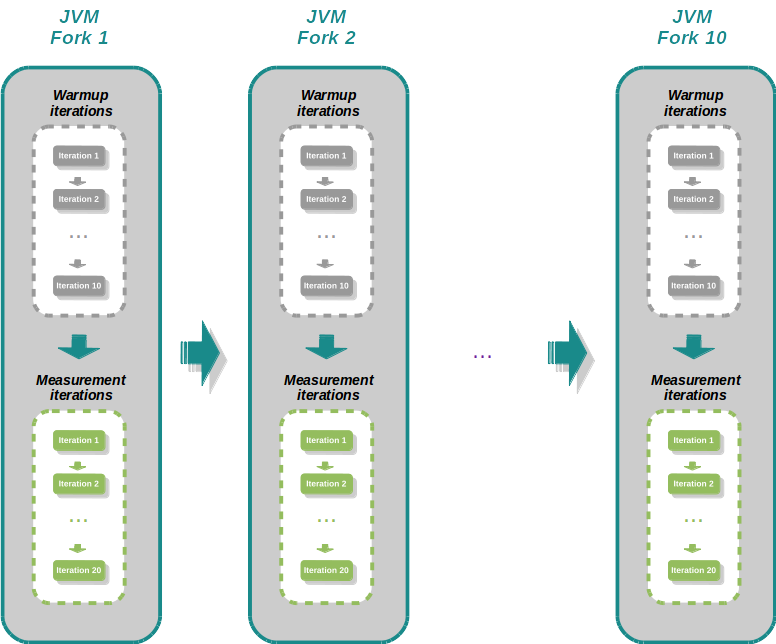 JVM
Fork 1
Warmup
iterations
Iteration 1
Iteration 2
...
Iteration 10
Measurement
iterations
Iteration 1
Iteration 2
...
Iteration 20
JVM
Fork 2
Warmup
iterations
Iteration 1
Iteration 2
...
Iteration 10
Measurement
iterations
Iteration 1
Iteration 2
...
Iteration 20
...
JVM
Fork 10
Warmup
iterations
Iteration 1
Iteration 2
...
Iteration 10
Measurement
iterations
Iteration 1
Iteration 2
...
Iteration 20